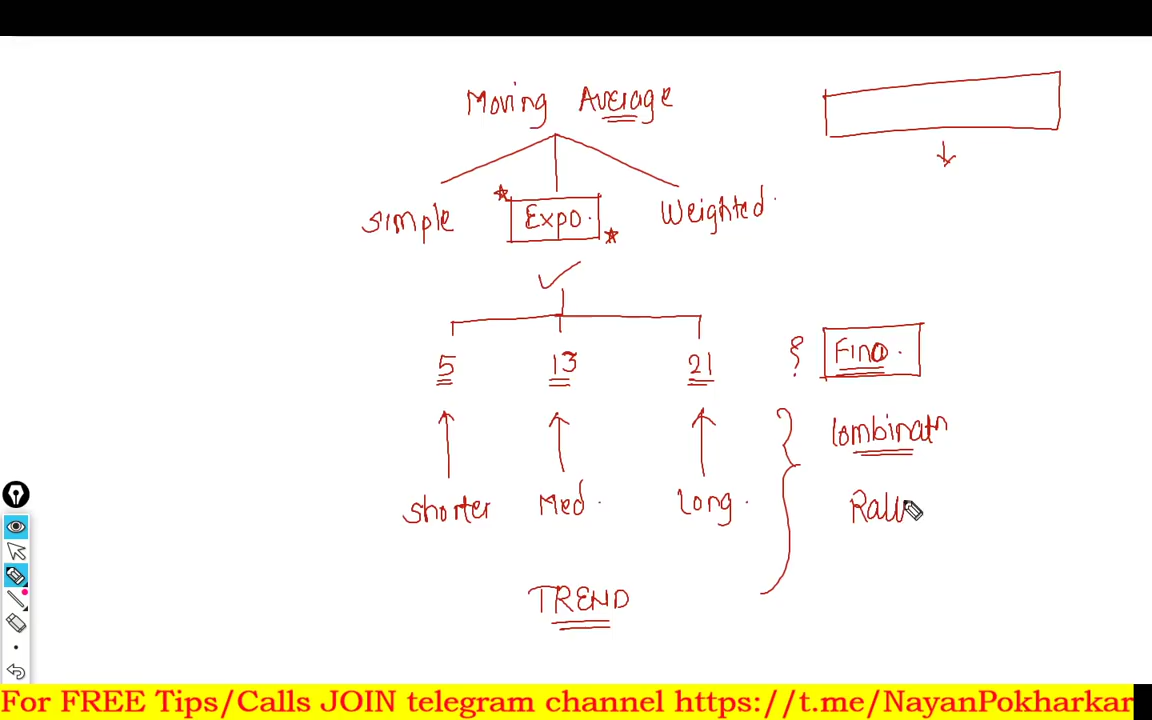 Moving Average
Simple Expo. Weighted
5 13 21
Fino.
Combinatn
shorter Med. Long.
TREND
For FREE Tips/Calls JOIN telegram channel https://t.me/NayanPokharkar